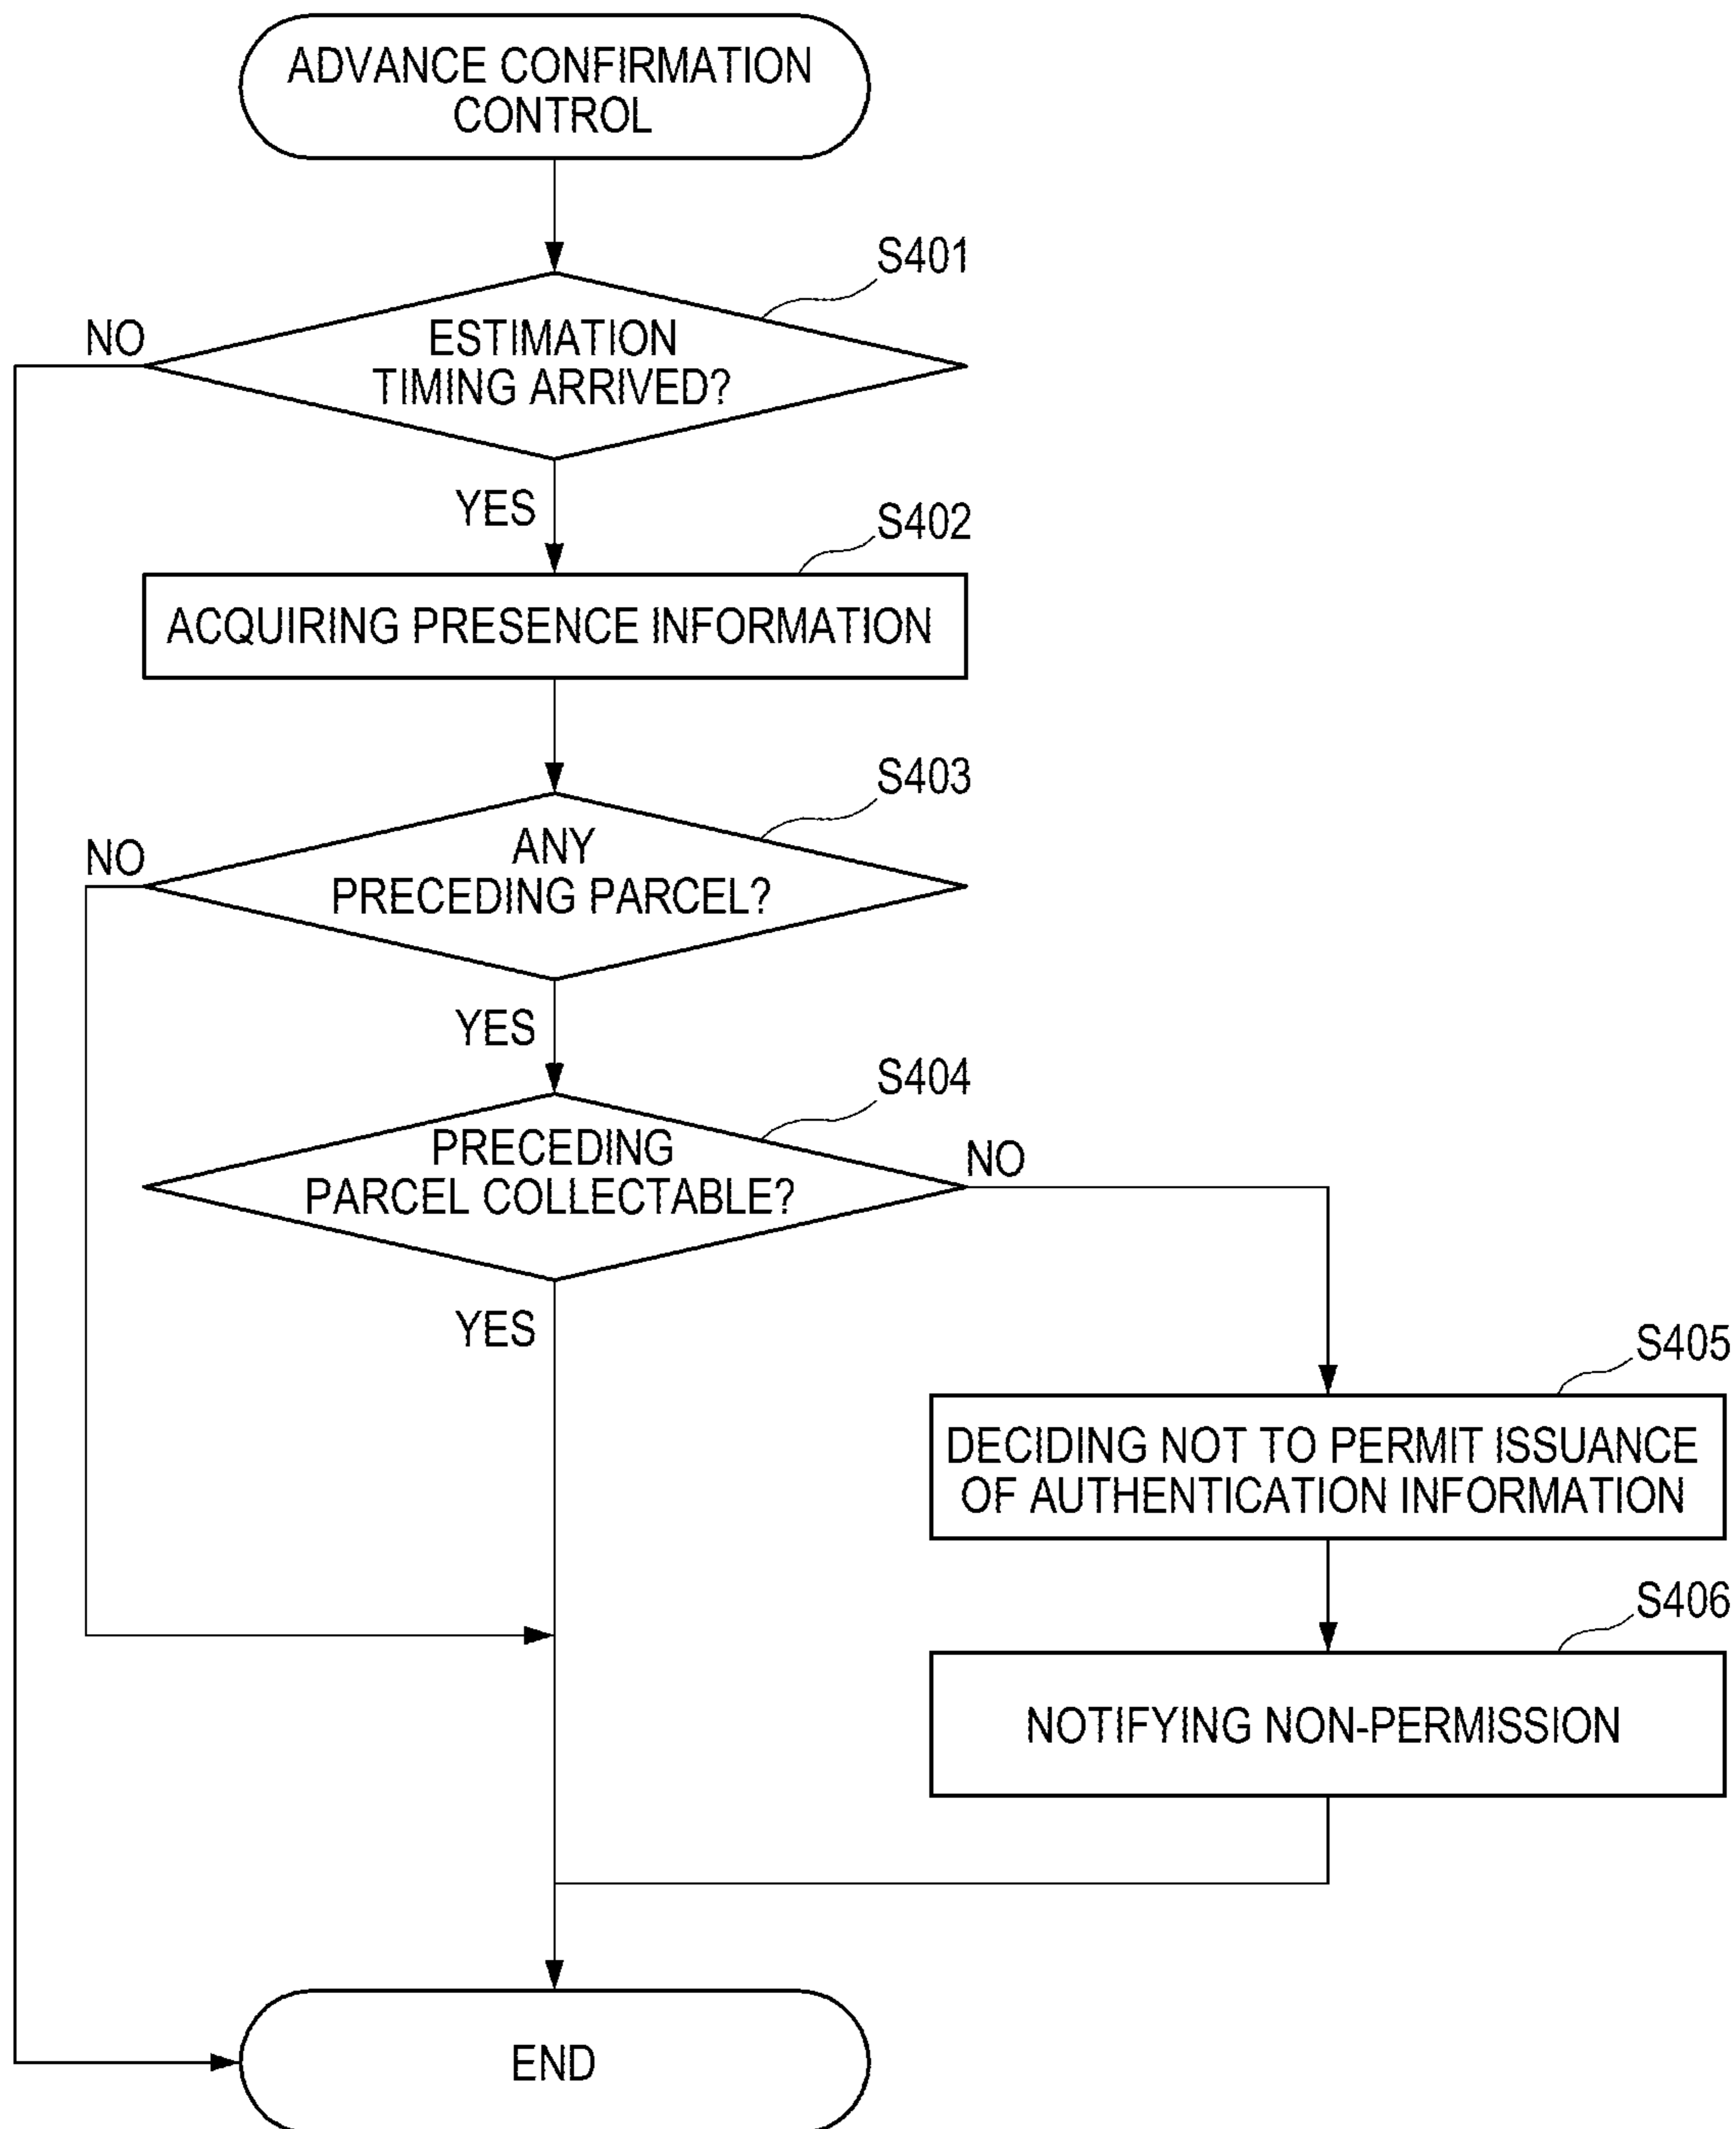 ADVANCE CONFIRMATION
CONTROL
S401
NO
ESTIMATION
TIMING ARRIVED?
YES
S402
ACQUIRING PRESENCE INFORMATION
S403
NO
ANY
PRECEDING PARCEL?
YES
S404
PRECEDING
PARCEL COLLECTABLE?
NO
YES
S405
DECIDING NOT TO PERMIT ISSUANCE
OF AUTHENTICATION INFORMATION
S406
NOTIFYING NON-PERMISSION
END